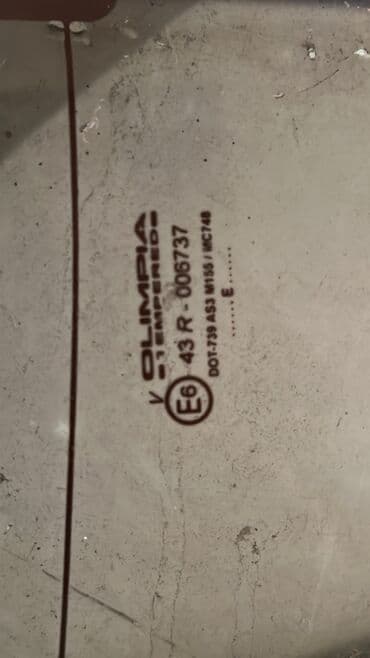 OLIMPIA
TEMPERED
V
E6 43 R - 006737
DOT-739 AS3 M155 / MC748
...... E ......